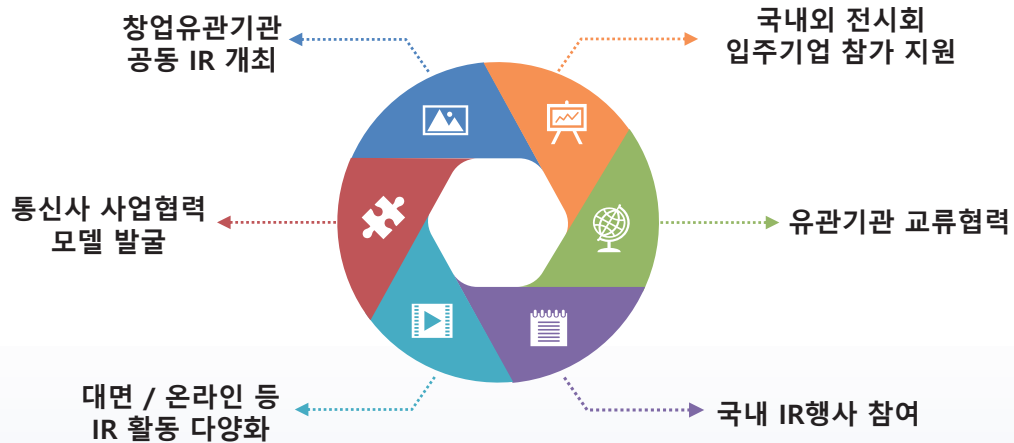 창업유관기관
공동 IR 개최
국내외 전시회
입주기업 참가 지원
통신사 사업협력
모델 발굴
유관기관 교류협력
대면 / 온라인 등
IR 활동 다양화
국내 IR행사 참여